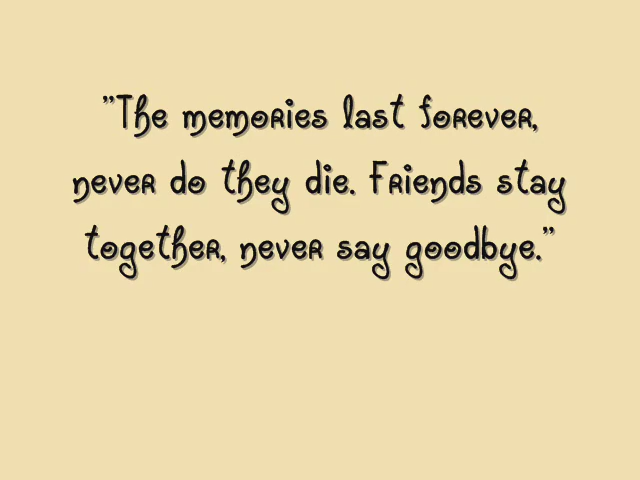 "The memories last forever,
never do they die. Friends stay
together, never say goodbye."